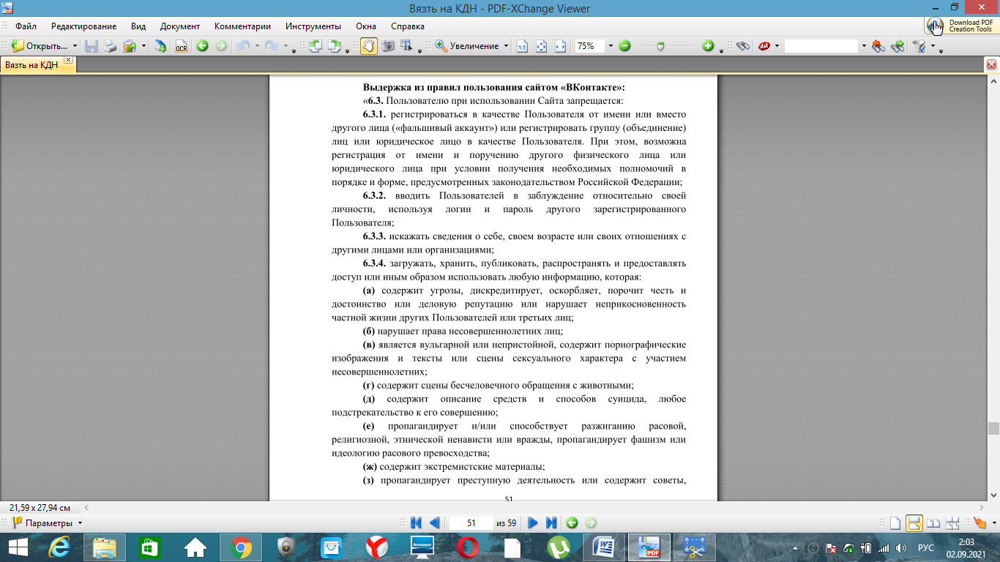 Вязть на КДН - PDF-XChange Viewer
Файл Редактирование Вид Документ Комментарии Инструменты Окна Справка
Download PDF
Creation Tools
Открыть... OCR Увеличение 1:1 75% Ask
Вязть на КДН
Выдержка из правил пользования сайтом «ВКонтакте»:
«6.3. Пользователю при использовании Сайта запрещается:
6.3.1. регистрироваться в качестве Пользователя от имени или вместо
другого лица («фальшивый аккаунт») или регистрировать группу (объединение)
лиц или юридическое лицо в качестве Пользователя. При этом, возможна
регистрация от имени и поручению другого физического лица или
юридического лица при условии получения необходимых полномочий в
порядке и форме, предусмотренных законодательством Российской Федерации;
6.3.2. вводить Пользователей в заблуждение относительно своей
личности, используя логин и пароль другого зарегистрированного
Пользователя;
6.3.3. искажать сведения о себе, своем возрасте или своих отношениях с
другими лицами или организациями;
6.3.4. загружать, хранить, публиковать, распространять и предоставлять
доступ или иным образом использовать любую информацию, которая:
(а) содержит угрозы, дискредитирует, оскорбляет, порочит честь и
достоинство или деловую репутацию или нарушает неприкосновенность
частной жизни других Пользователей или третьих лиц;
(б) нарушает права несовершеннолетних лиц;
(в) является вульгарной или непристойной, содержит порнографические
изображения и тексты или сцены сексуального характера с участием
несовершеннолетних;
(г) содержит сцены бесчеловечного обращения с животными;
(д) содержит описание средств и способов суицида, любое
подстрекательство к его совершению;
(е) пропагандирует и/или способствует разжиганию расовой,
религиозной, этнической ненависти или вражды, пропагандирует фашизм или
идеологию расового превосходства;
(ж) содержит экстремистские материалы;
(з) пропагандирует преступную деятельность или содержит советы,
51
21,59 x 27,94 см
Параметры 51 из 59
lenovo PDF РУС 2:03
02.09.2021